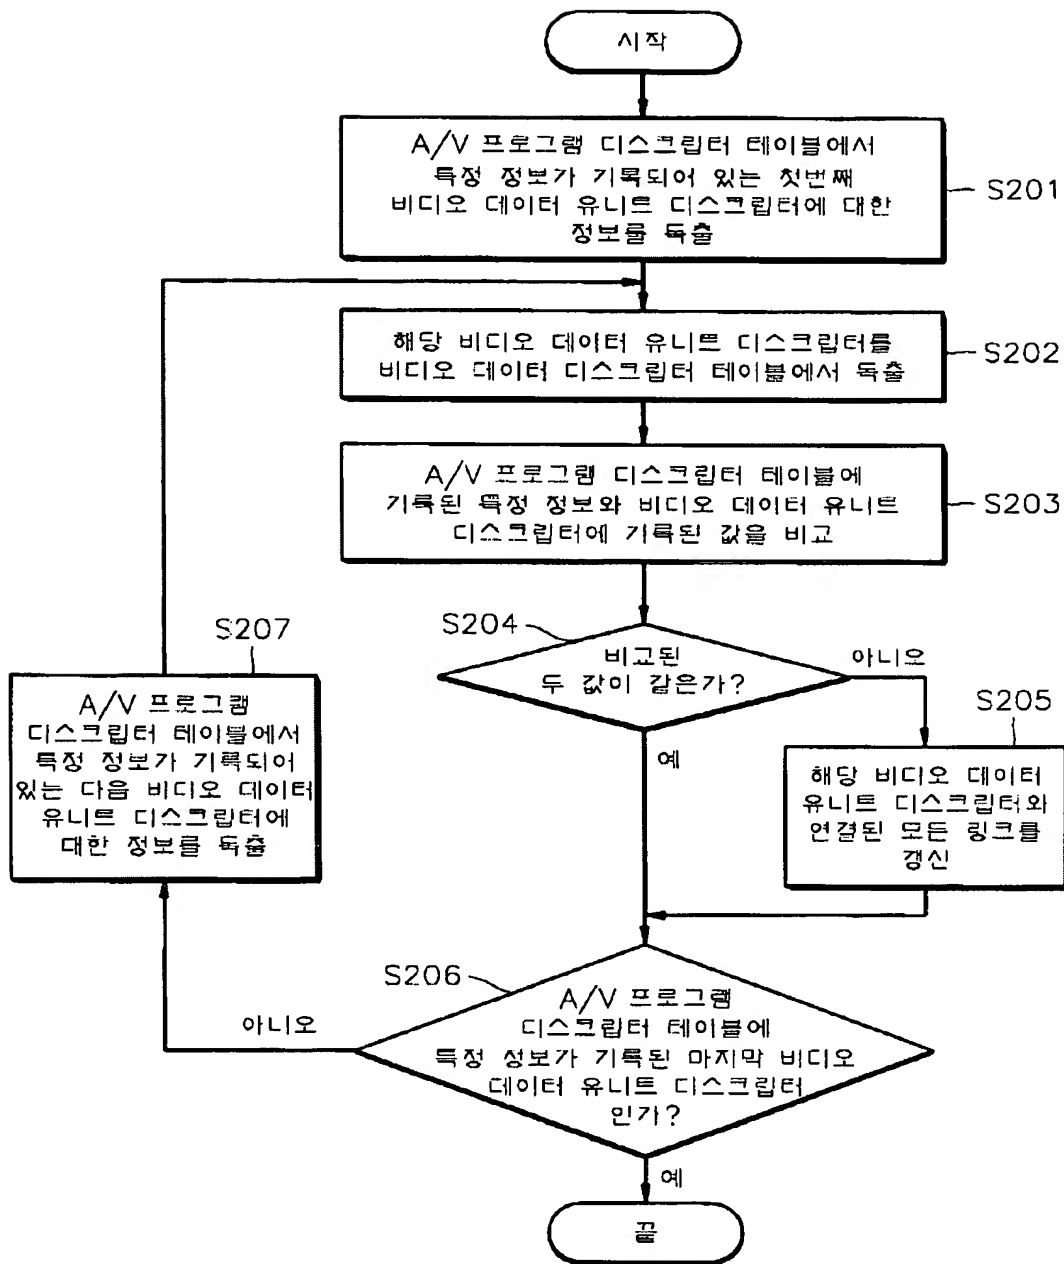 시작
A/V 프로그램 디스크립터 테이블에서
특정 정보가 기록되어 있는 첫번째
비디오 데이터 유니트 디스크립터에 대한
정보를 독출
S201
해당 비디오 데이터 유니트 디스크립터를
비디오 데이터 디스크립터 테이블에서 독출
S202
A/V 프로그램 디스크립터 테이블에
기록된 특정 정보와 비디오 데이터 유니트
디스크립터에 기록된 값을 비교
S203
S204
비교된
두 값이 같은가?
아니오
예
S205
해당 비디오 데이터
유니트 디스크립터와
연결된 모든 링크를
갱신
S207
A/V 프로그램
디스크립터 테이블에서
특정 정보가 기록되어
있는 다음 비디오 데이터
유니트 디스크립터에
대한 정보를 독출
S206
A/V 프로그램
디스크립터 테이블에
특정 정보가 기록된 마지막 비디오
데이터 유니트 디스크립터
인가?
아니오
예
끝